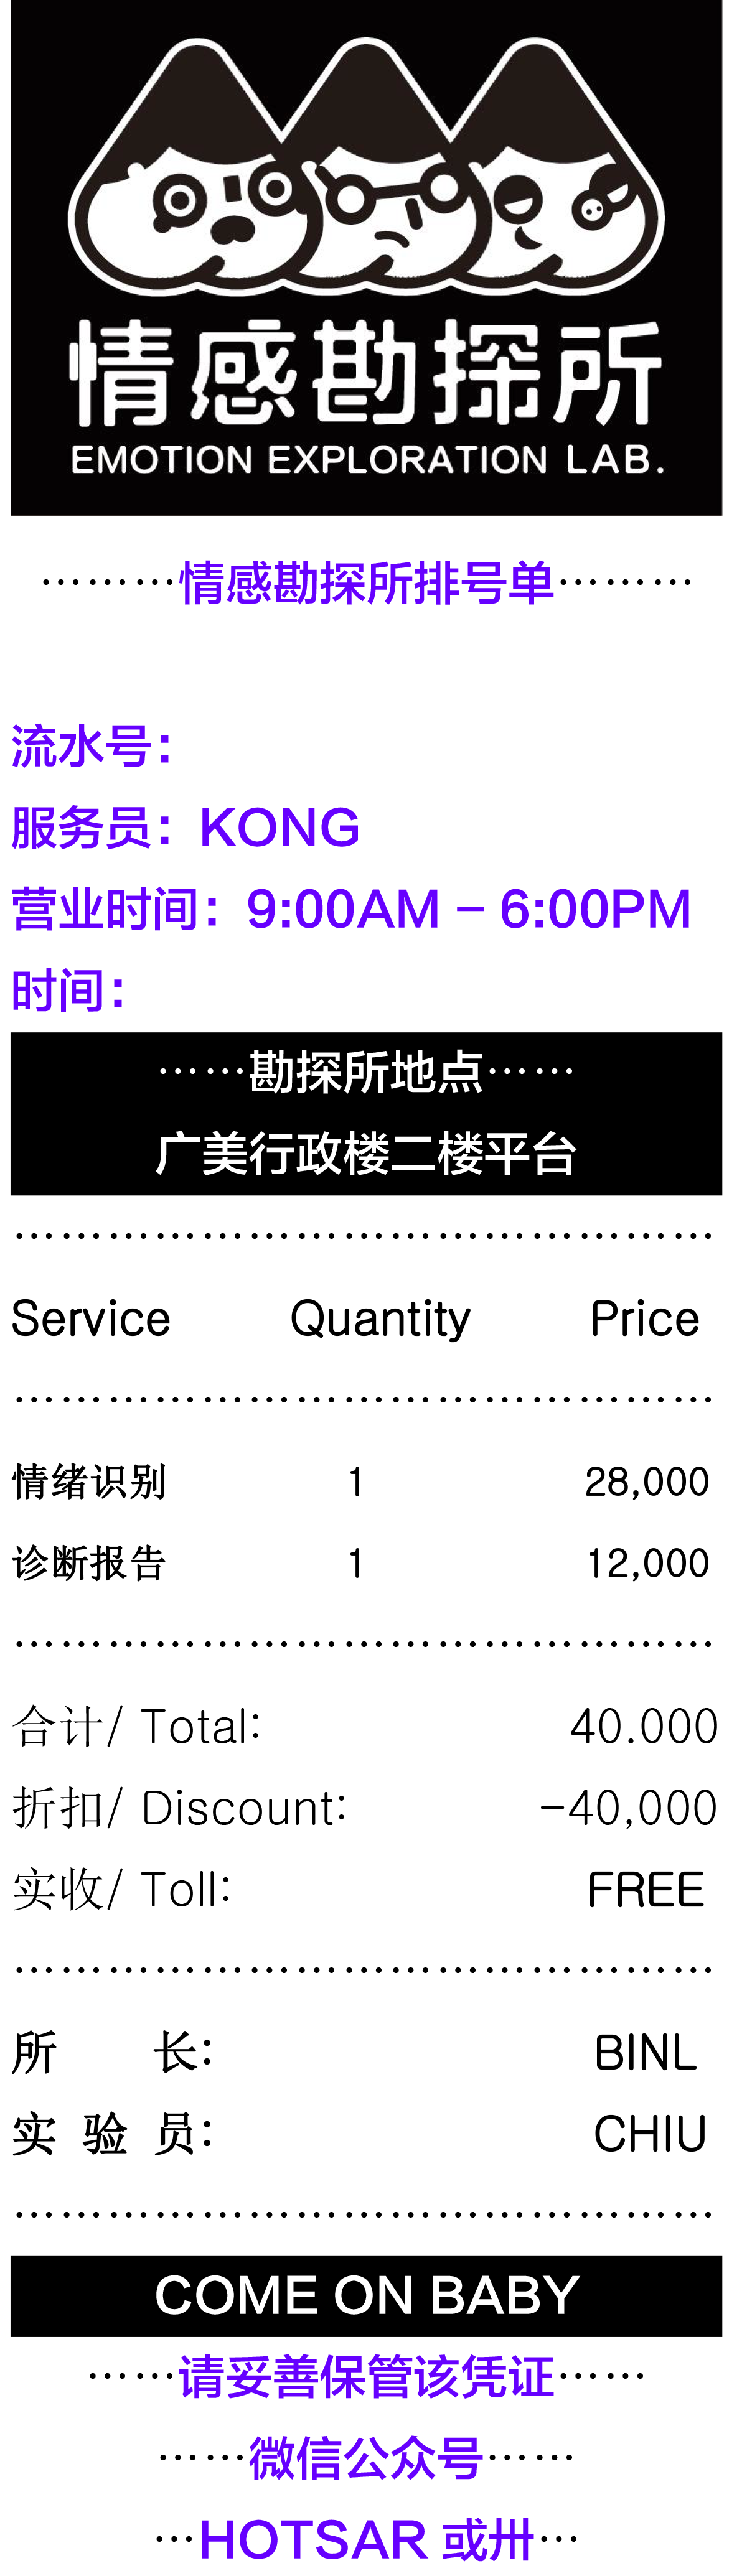 情感勘探所
EMOTION EXPLORATION LAB.
………情感勘探所排号单………
流水号：
服务员：KONG
营业时间：9:00AM – 6:00PM
时间：
……勘探所地点……
广美行政楼二楼平台
Service Quantity Price
情绪识别 1 28,000
诊断报告 1 12,000
合计/ Total: 40.000
折扣/ Discount: -40,000
实收/ Toll: FREE
所 长: BINL
实 验 员: CHIU
COME ON BABY
……请妥善保管该凭证……
……微信公众号……
…HOTSAR 或卅…